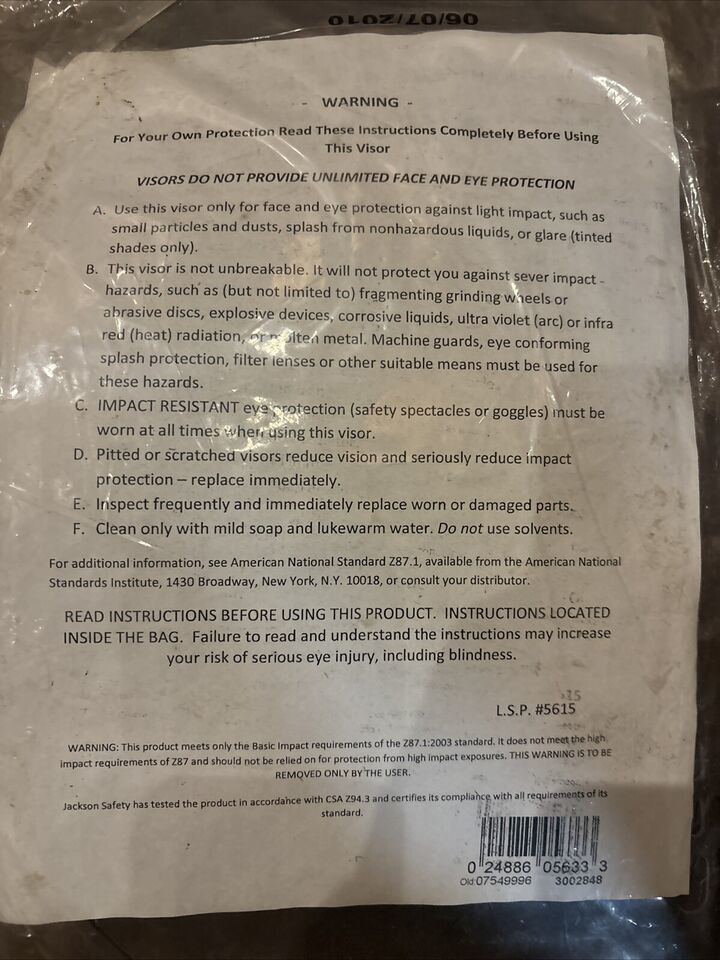 06/07/2010
- WARNING -
For Your Own Protection Read These Instructions Completely Before Using
This Visor
VISORS DO NOT PROVIDE UNLIMITED FACE AND EYE PROTECTION
A. Use this visor only for face and eye protection against light impact, such as
small particles and dusts, splash from nonhazardous liquids, or glare (tinted
shades only).
B. This visor is not unbreakable. It will not protect you against sever impact
hazards, such as (but not limited to) fragmenting grinding wheels or
abrasive discs, explosive devices, corrosive liquids, ultra violet (arc) or infra
red (heat) radiation, or molten metal. Machine guards, eye conforming
splash protection, filter lenses or other suitable means must be used for
these hazards.
C. IMPACT RESISTANT eye protection (safety spectacles or goggles) must be
worn at all times when using this visor.
D. Pitted or scratched visors reduce vision and seriously reduce impact
protection – replace immediately.
E. Inspect frequently and immediately replace worn or damaged parts.
F. Clean only with mild soap and lukewarm water. Do not use solvents.
For additional information, see American National Standard Z87.1, available from the American National
Standards Institute, 1430 Broadway, New York, N.Y. 10018, or consult your distributor.
READ INSTRUCTIONS BEFORE USING THIS PRODUCT. INSTRUCTIONS LOCATED
INSIDE THE BAG. Failure to read and understand the instructions may increase
your risk of serious eye injury, including blindness.
L.S.P. #5615
WARNING: This product meets only the Basic Impact requirements of the Z87.1:2003 standard. It does not meet the high
impact requirements of Z87 and should not be relied on for protection from high impact exposures. THIS WARNING IS TO BE
REMOVED ONLY BY THE USER.
Jackson Safety has tested the product in accordance with CSA Z94.3 and certifies its compliance with all requirements of its
standard.
0 24886 05633 3
Old:07549996 3002848